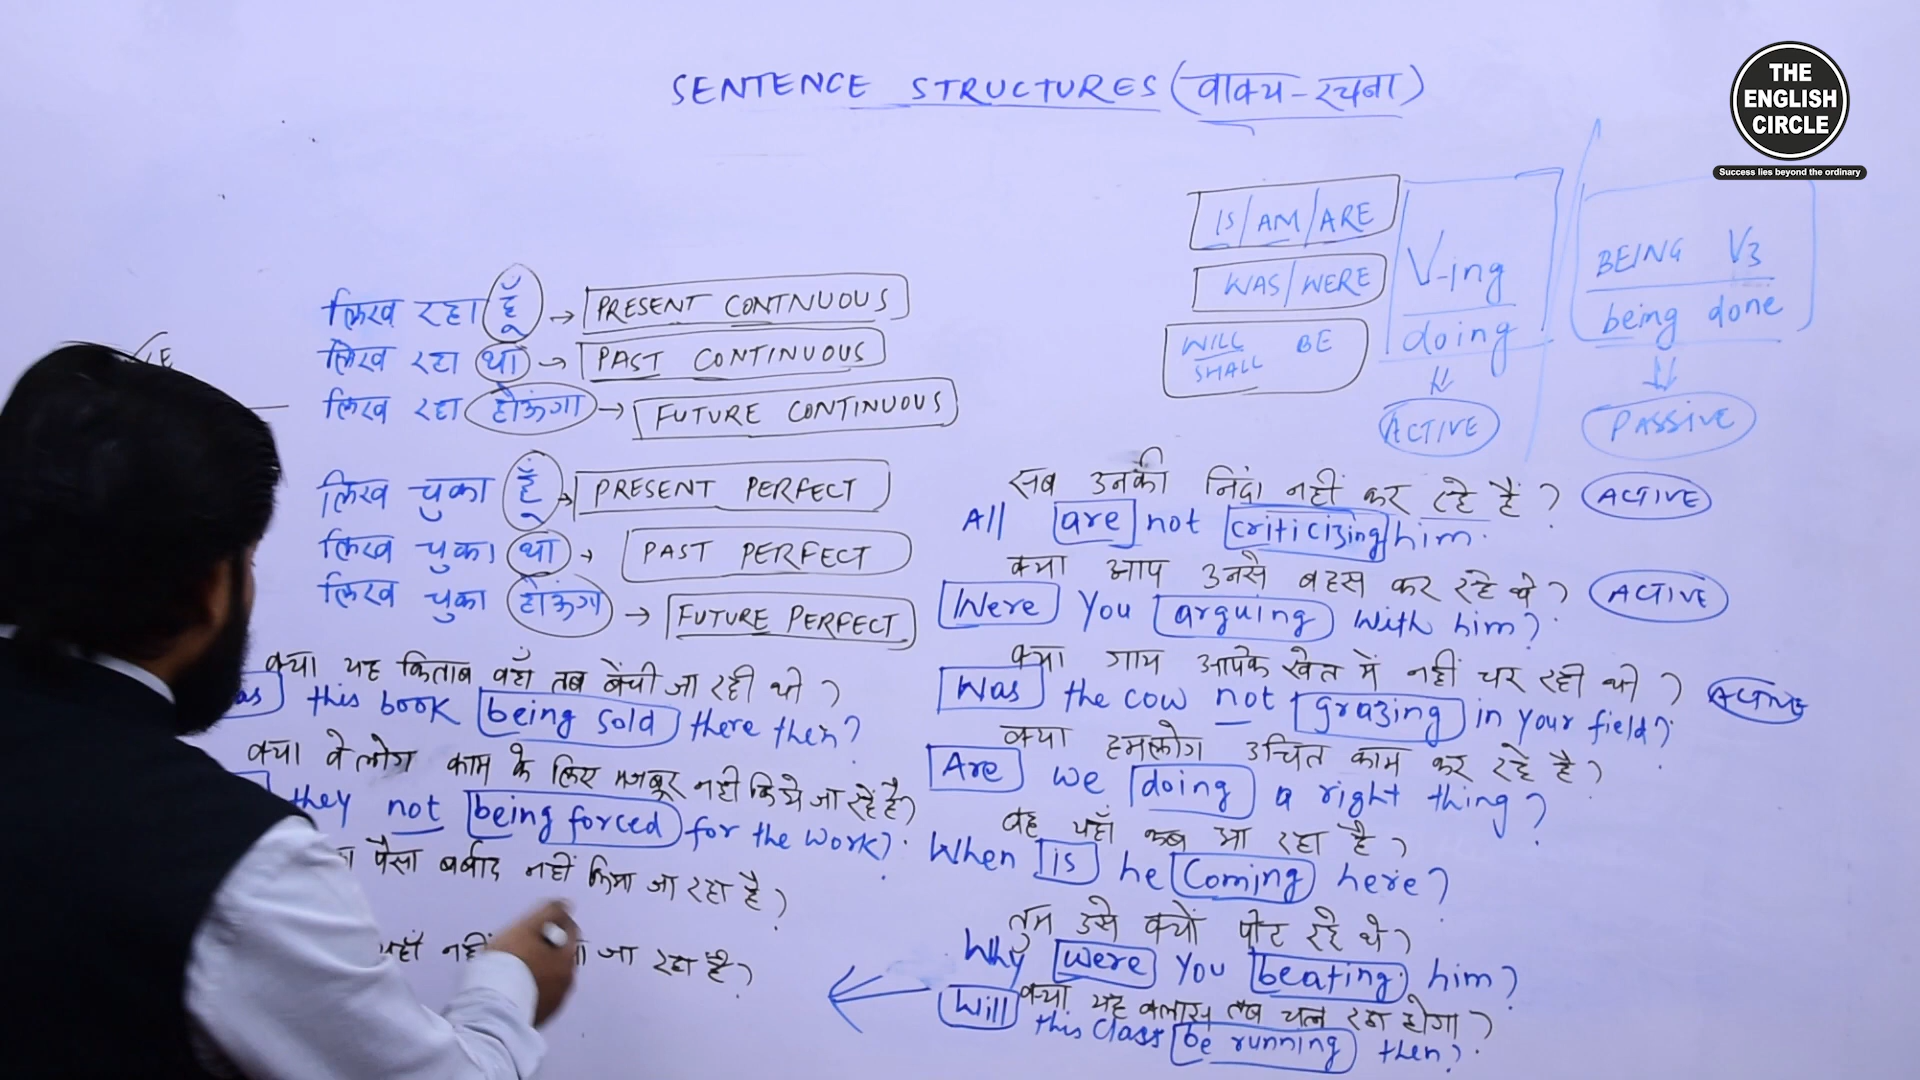 SENTENCE STRUCTURES (वाक्य-रचना)
THE
ENGLISH
CIRCLE
Success lies beyond the ordinary
IS/AM/ARE
WAS/WERE
WILL BE
SHALL
V-ing
doing
ACTIVE
BEING V3
being done
PASSIVE
लिख रहा हूँ → PRESENT CONTNUOUS
लिख रहा था → PAST CONTINUOUS
लिख रहा होऊंगा → FUTURE CONTINUOUS
लिख चुका हूँ → PRESENT PERFECT
लिख चुका था → PAST PERFECT
लिख चुका होऊंगा → FUTURE PERFECT
क्या यह किताब वहाँ तब बेंची जा रही थी ?
this book being sold there then?
क्या वे लोग काम के लिए मजबूर नहीं किये जा रहे है?
they not being forced for the work?
पैसा बर्बाद नहीं किया जा रहा है?
नहीं जा रहा है?
सब उनकी निंदा नहीं कर रहे है ? ACTIVE
All are not criticizing him.
क्या आप उनसे बहस कर रहे थे ? ACTIVE
Were you arguing with him?
क्या गाय आपके खेत में नहीं चर रही थी ? ACTIVE
Was the cow not grazing in your field?
क्या हमलोग उचित काम कर रहे है ?
Are we doing a right thing?
वह यहाँ कब आ रहा है ?
When is he coming here?
तुम उसे क्यों पीट रहे थे ?
Why were you beating him?
क्या यह क्लास तब चल रहा होगा ?
Will this class be running then?